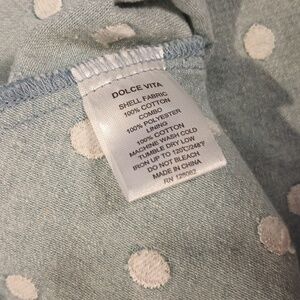 DOLCE VITA
SHELL FABRIC
100% COTTON
COMBO
100% POLYESTER
LINING
100% COTTON
MACHINE WASH COLD
TUMBLE DRY LOW
IRON UP TO 120℃/248℉
DO NOT BLEACH
MADE IN CHINA
RN